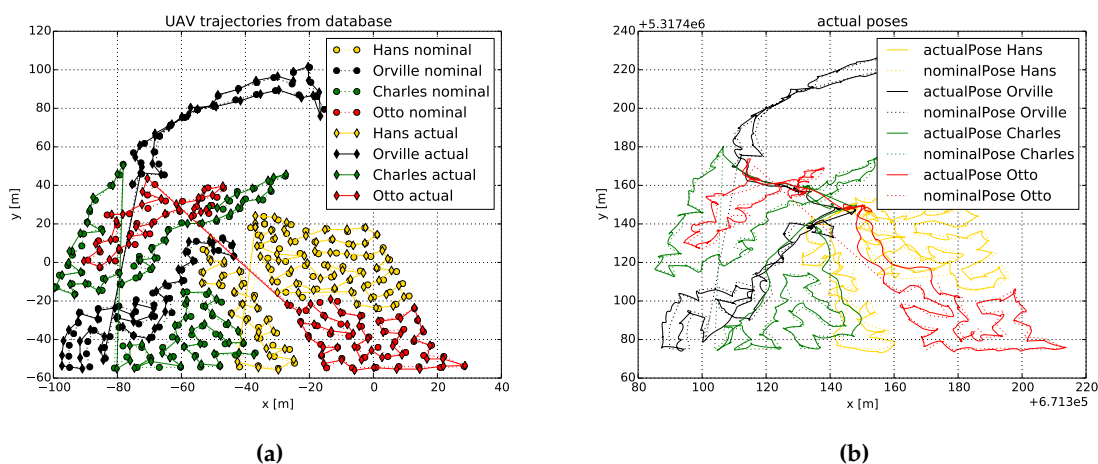 UAV trajectories from database
120
100
80
60
40
20
0
−20
−40
−60
y [m]
−100
−80
−60
−40
−20
0
20
40
x [m]
Hans nominal
Orville nominal
Charles nominal
Otto nominal
Hans actual
Orville actual
Charles actual
Otto actual
(a)
actual poses
+5.3174e6
240
220
200
180
160
140
120
100
80
60
y [m]
80
100
120
140
160
180
200
220
x [m]
+6.713e5
actualPose Hans
nominalPose Hans
actualPose Orville
nominalPose Orville
actualPose Charles
nominalPose Charles
actualPose Otto
nominalPose Otto
(b)